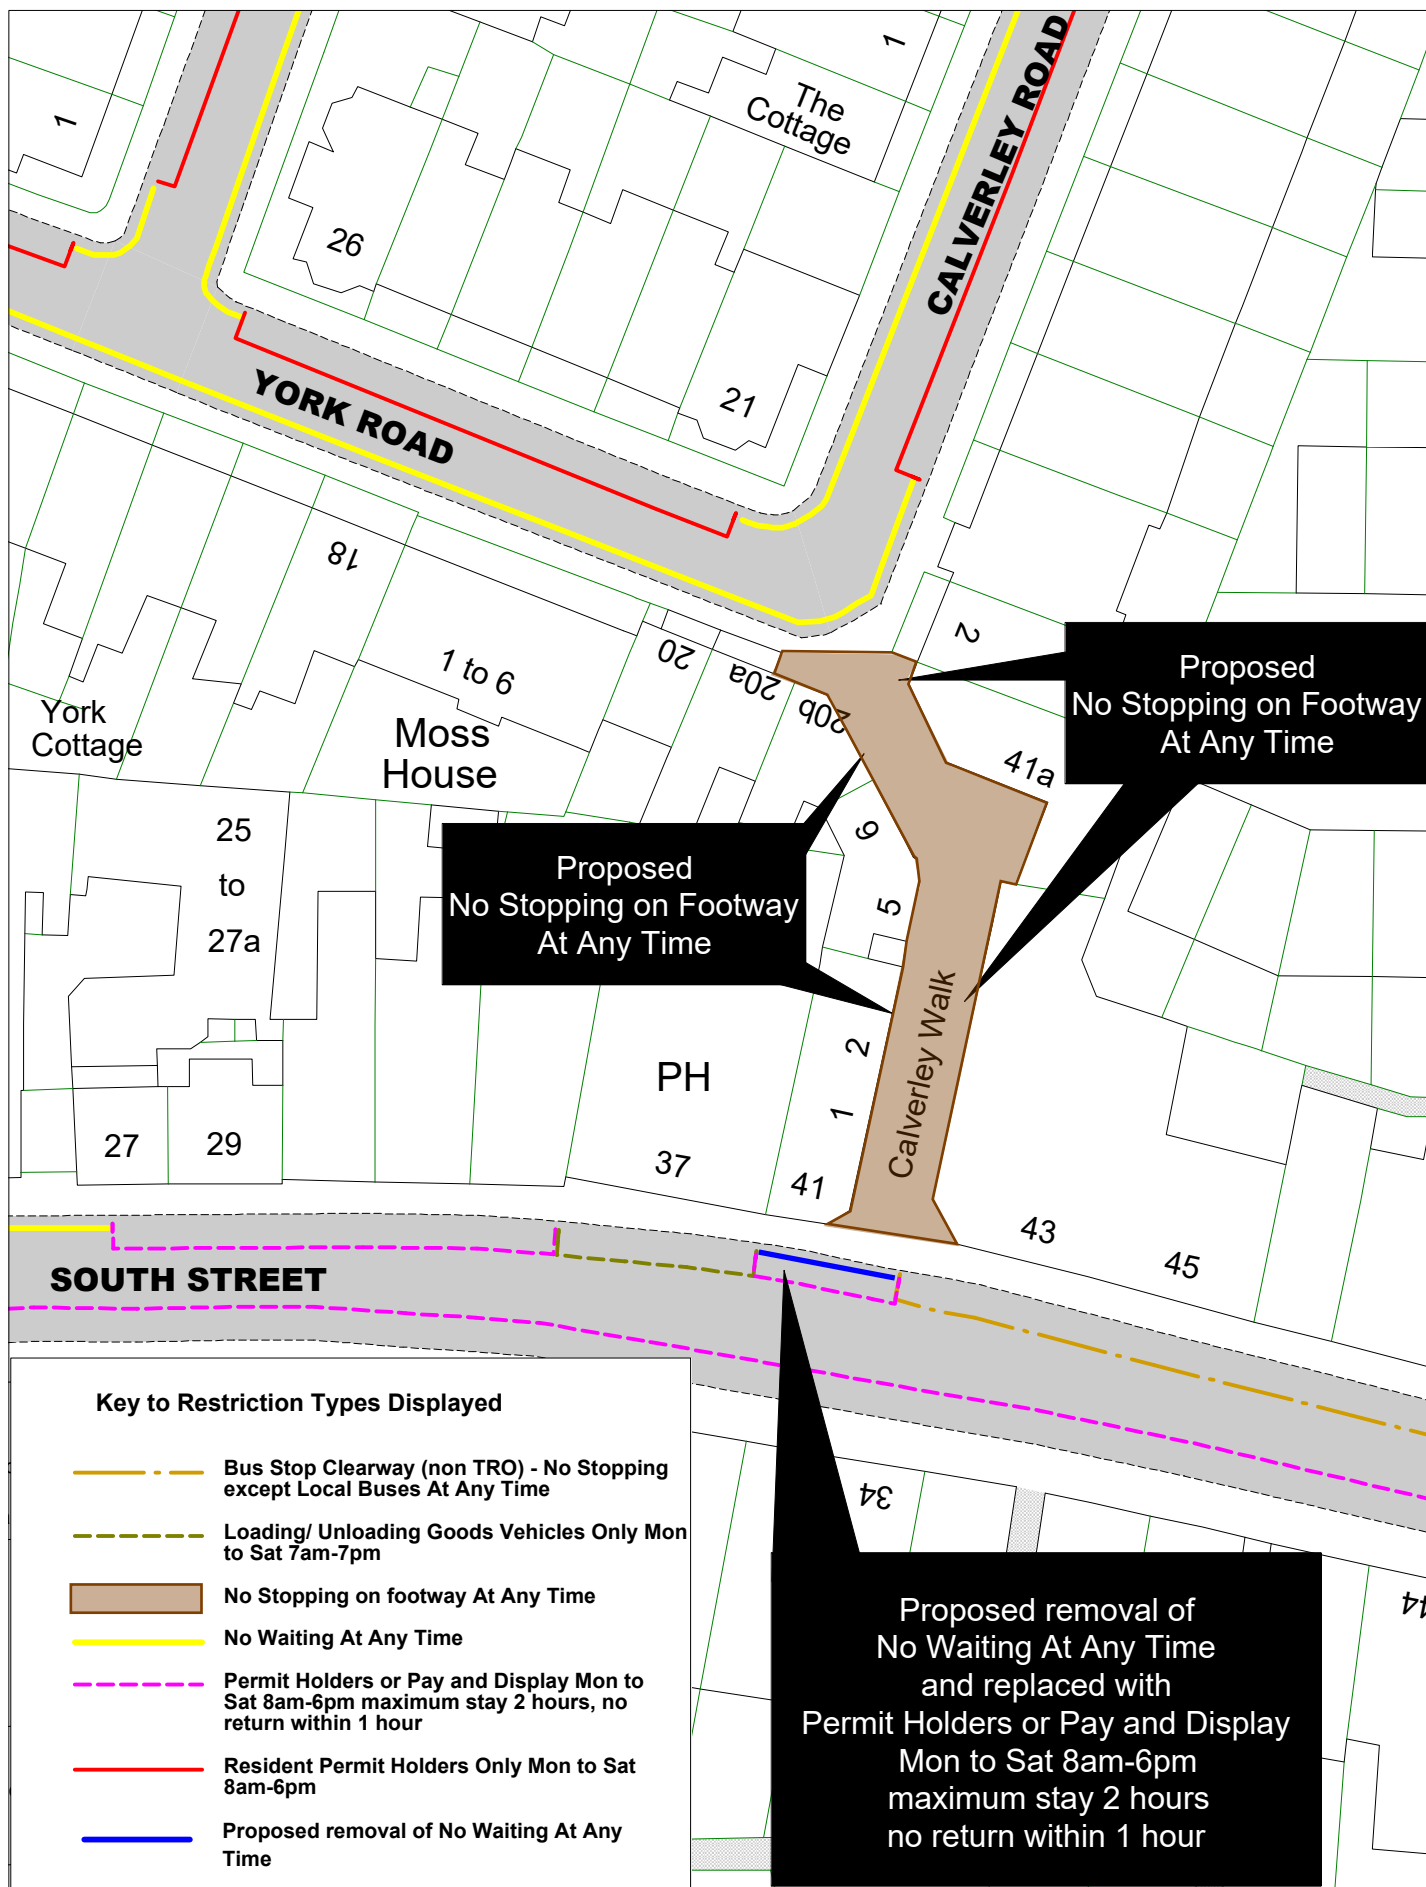 1
1
The
Cottage
CALVERLEY ROAD
26
21
YORK ROAD
18
2
1 to 6
20
20a
20b
York
Cottage
Moss
House
41a
Proposed
No Stopping on Footway
At Any Time
25
to
27a
Proposed
No Stopping on Footway
At Any Time
9
5
2
1
Calverley Walk
PH
27
29
37
41
43
45
SOUTH STREET
34
44
Key to Restriction Types Displayed
Bus Stop Clearway (non TRO) - No Stopping
except Local Buses At Any Time
Loading/ Unloading Goods Vehicles Only Mon
to Sat 7am-7pm
No Stopping on footway At Any Time
No Waiting At Any Time
Permit Holders or Pay and Display Mon to
Sat 8am-6pm maximum stay 2 hours, no
return within 1 hour
Resident Permit Holders Only Mon to Sat
8am-6pm
Proposed removal of No Waiting At Any
Time
Proposed removal of
No Waiting At Any Time
and replaced with
Permit Holders or Pay and Display
Mon to Sat 8am-6pm
maximum stay 2 hours
no return within 1 hour